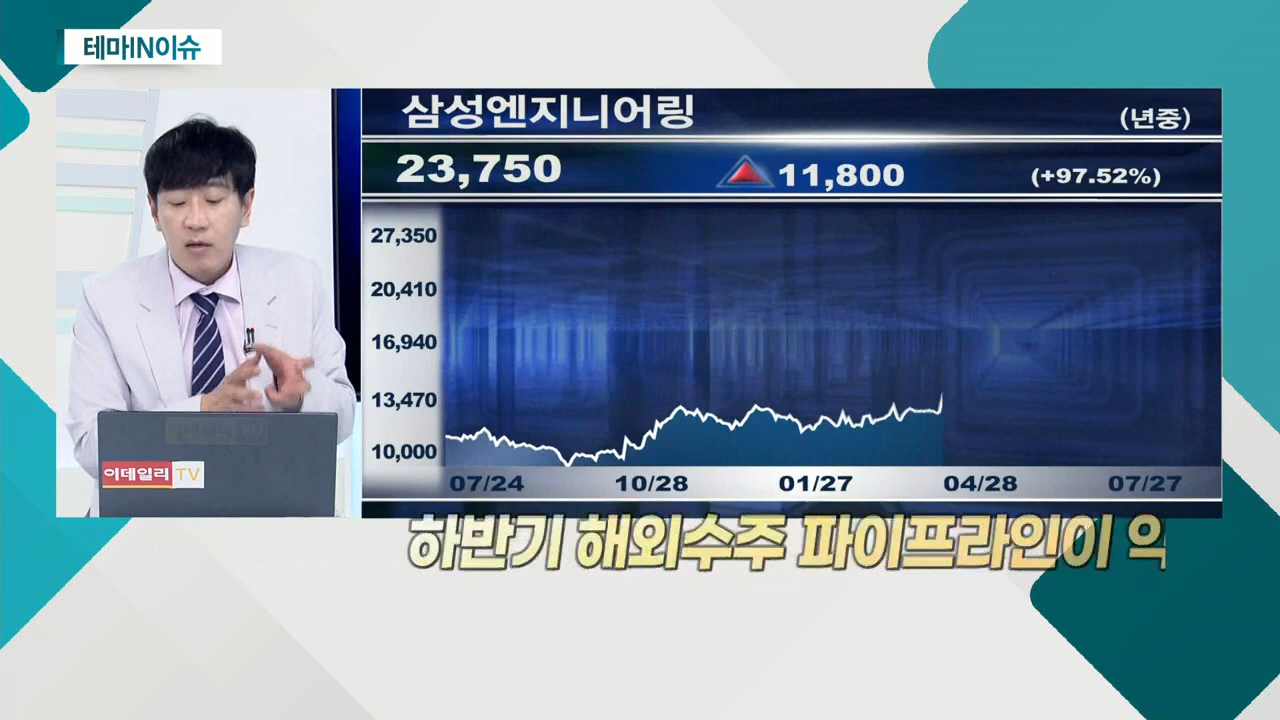 테마IN이슈
삼성엔지니어링 (년중)
23,750 ▲ 11,800 (+97.52%)
27,350
20,410
16,940
13,470
10,000
07/24 10/28 01/27 04/28 07/27
이데일리TV
하반기 해외수주 파이프라인이